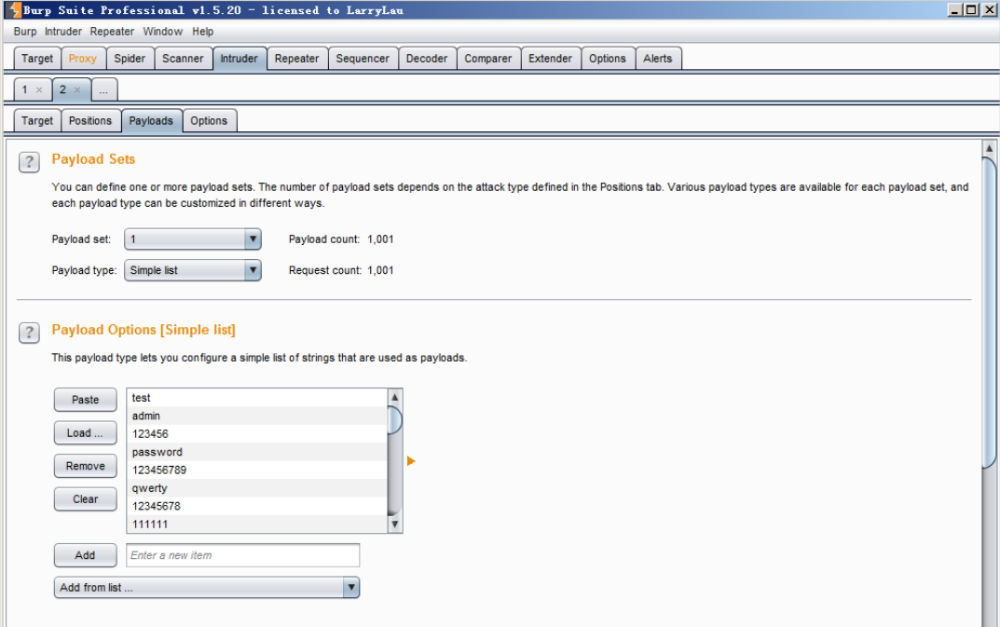 Burp Suite Professional v1.5.20 - licensed to LarryLau
Burp Intruder Repeater Window Help
Target Proxy Spider Scanner Intruder Repeater Sequencer Decoder Comparer Extender Options Alerts
1 × 2 × ...
Target Positions Payloads Options
? Payload Sets
You can define one or more payload sets. The number of payload sets depends on the attack type defined in the Positions tab. Various payload types are available for each payload set, and
each payload type can be customized in different ways.
Payload set: 1 Payload count: 1,001
Payload type: Simple list Request count: 1,001
? Payload Options [Simple list]
This payload type lets you configure a simple list of strings that are used as payloads.
Paste test
admin
Load ... 123456
password
Remove 123456789
qwerty
Clear 12345678
111111
Add Enter a new item
Add from list ...